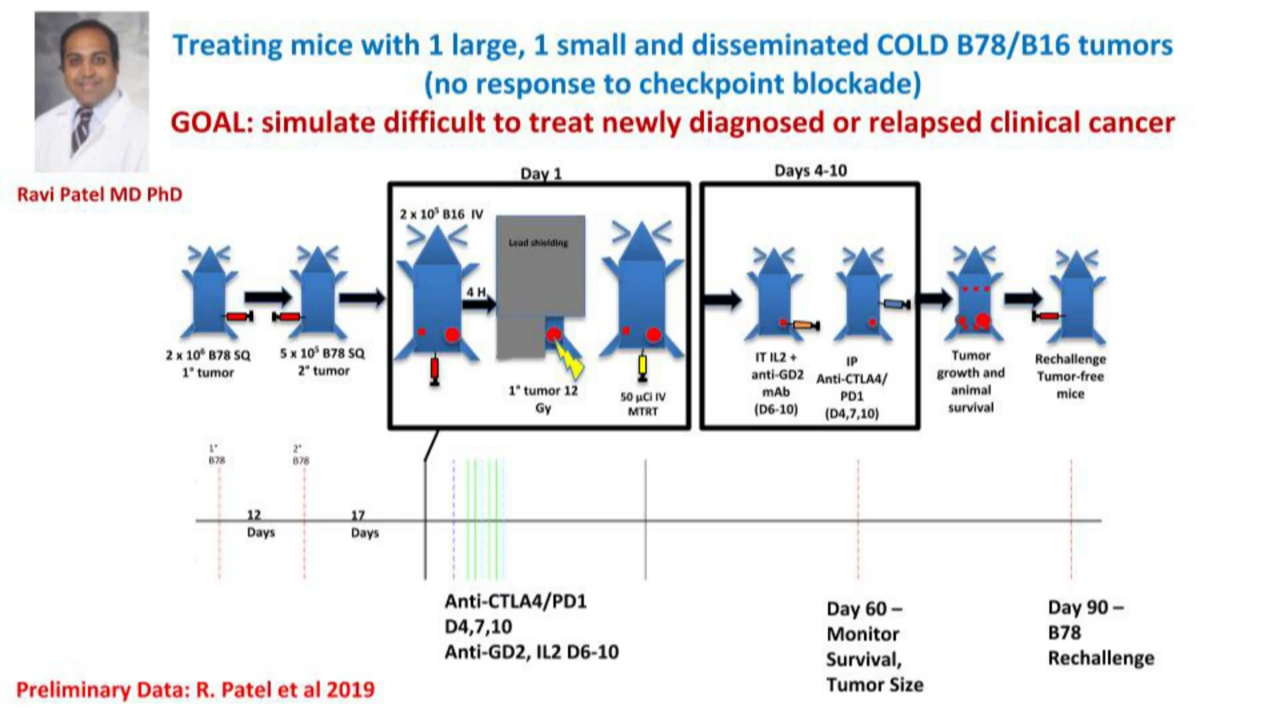 Treating mice with 1 large, 1 small and disseminated COLD B78/B16 tumors
(no response to checkpoint blockade)
GOAL: simulate difficult to treat newly diagnosed or relapsed clinical cancer
Ravi Patel MD PhD
Day 1
Days 4-10
2 x 10⁵ B16 IV
Lead shielding
4 H
2 x 10⁶ B78 SQ
1° tumor
5 x 10⁵ B78 SQ
2° tumor
1° tumor 12
Gy
50 µCi IV
MTRT
IT IL2 +
anti-GD2
mAb
(D6-10)
IP
Anti-CTLA4/
PD1
(D4,7,10)
Tumor
growth and
animal
survival
Rechallenge
Tumor-free
mice
1°
B78
2°
B78
12
Days
17
Days
Anti-CTLA4/PD1
D4,7,10
Anti-GD2, IL2 D6-10
Day 60 –
Monitor
Survival,
Tumor Size
Day 90 –
B78
Rechallenge
Preliminary Data: R. Patel et al 2019